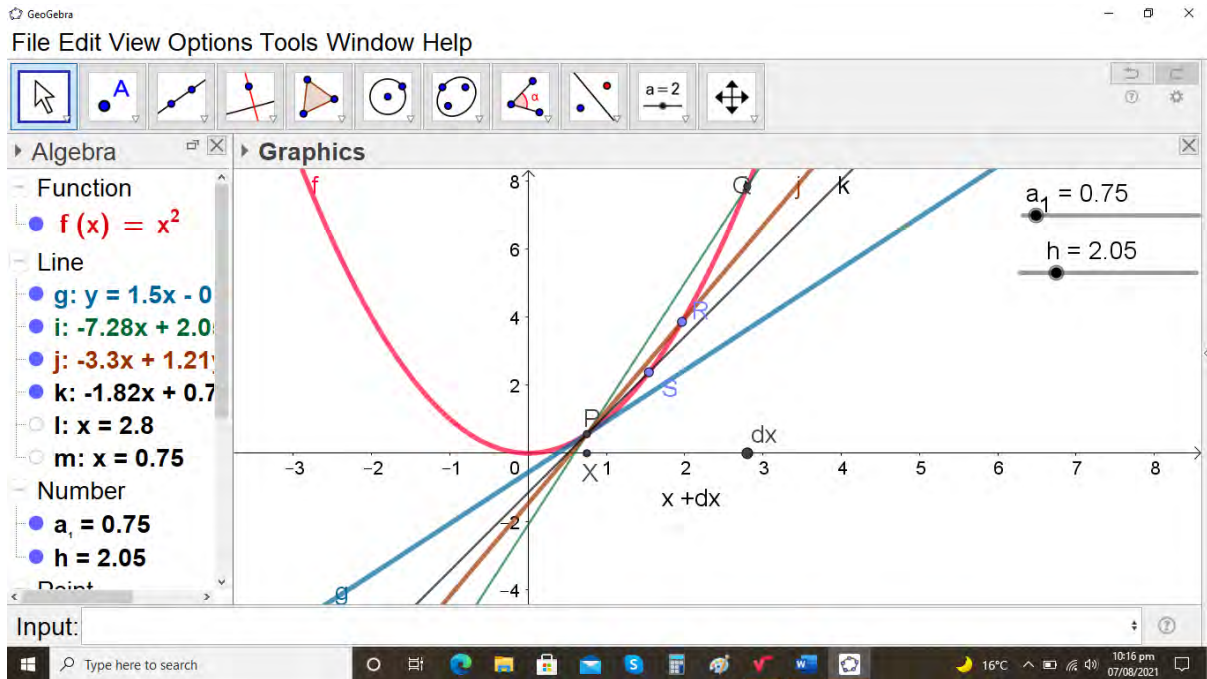 GeoGebra
File Edit View Options Tools Window Help
A
α
a = 2
Algebra
Graphics
Function
f (x) = x²
Line
g: y = 1.5x - 0
i: -7.28x + 2.0
j: -3.3x + 1.21
k: -1.82x + 0.7
l: x = 2.8
m: x = 0.75
Number
a₁ = 0.75
h = 2.05
f
Q
j
k
R
S
P
X
dx
x +dx
g
8
6
4
2
0
−2
−4
−3 −2 −1 1 2 3 4 5 6 7 8
a₁ = 0.75
h = 2.05
Input:
Type here to search
16°C
10:16 pm
07/08/2021